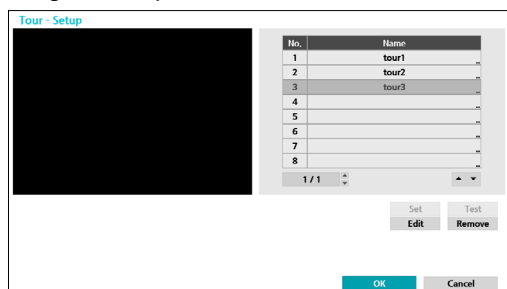 Tour - Setup
No. Name
1 tour1 ...
2 tour2 ...
3 tour3 ...
4 ...
5 ...
6 ...
7 ...
8 ...
1 / 1
Set Test
Edit Remove
OK Cancel